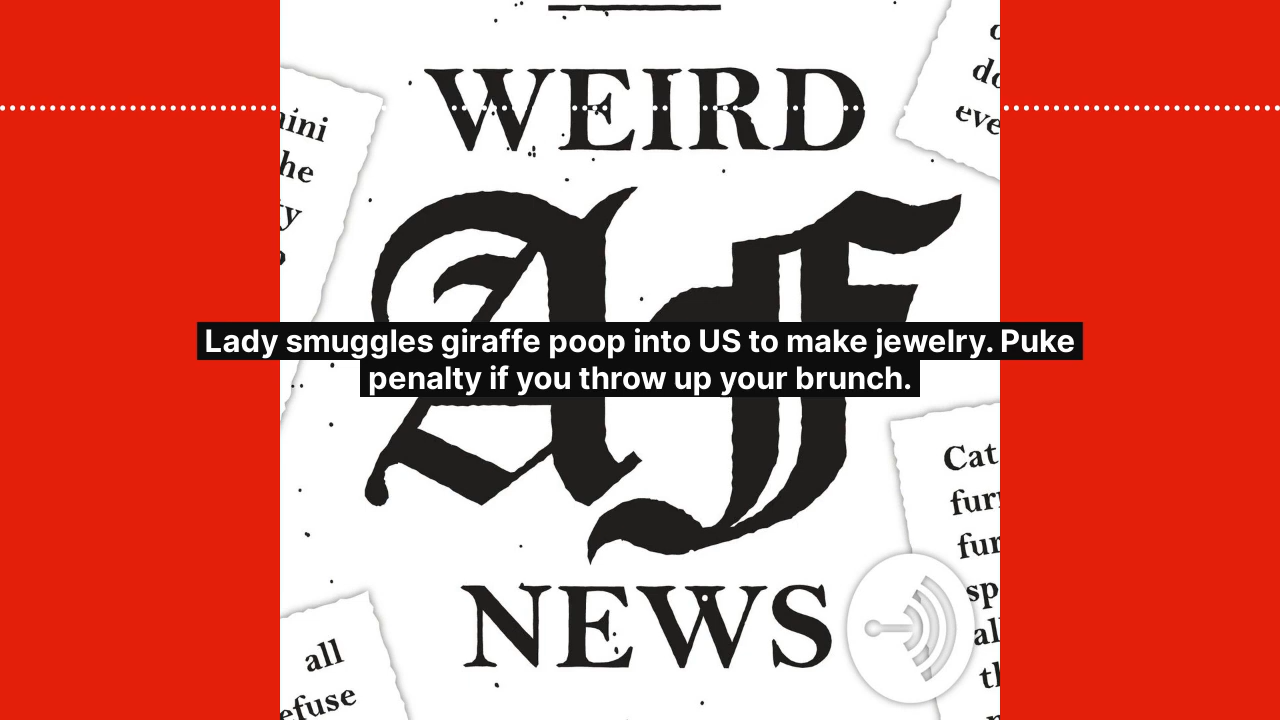 WEIRD
AF
NEWS
Lady smuggles giraffe poop into US to make jewelry. Puke
penalty if you throw up your brunch.
all
Cat